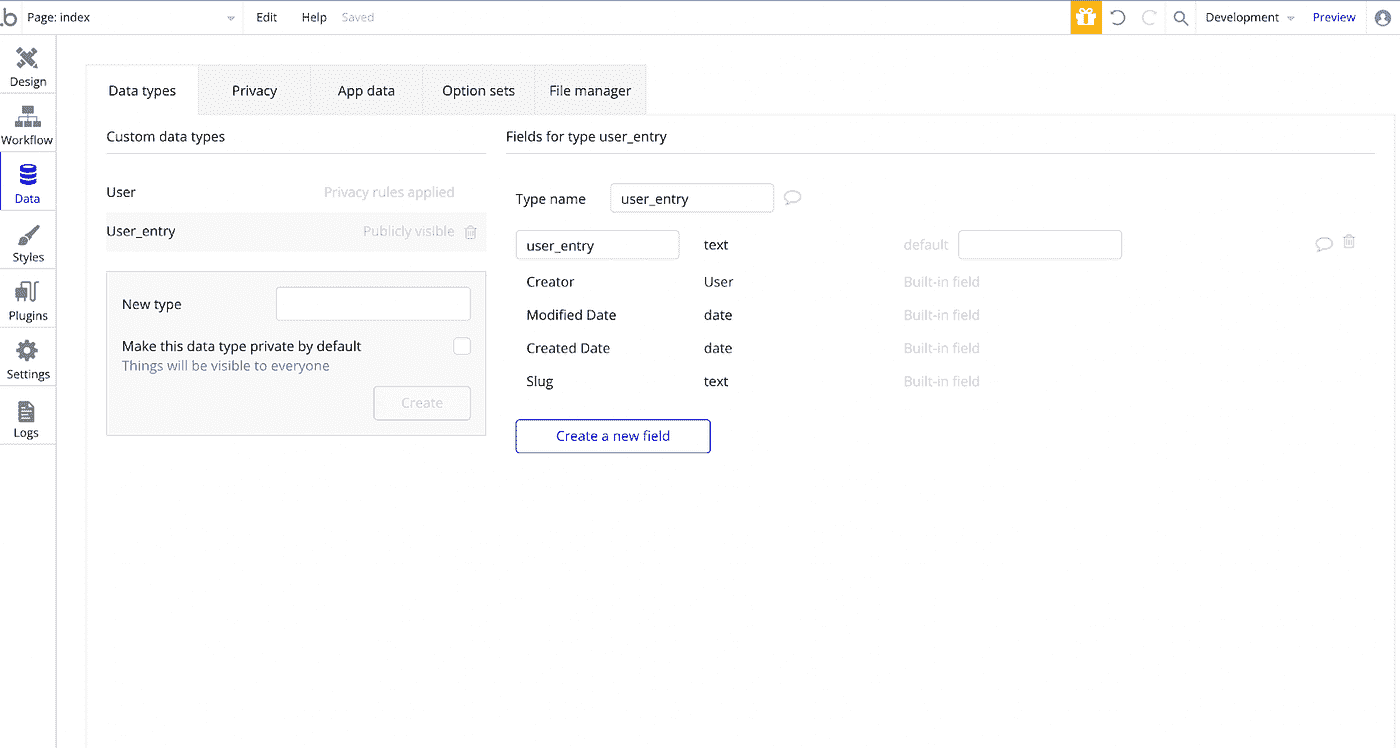 .b Page: index Edit Help Saved Development Preview
Design
Workflow
Data
Styles
Plugins
Settings
Logs
Data types Privacy App data Option sets File manager
Custom data types
User Privacy rules applied
User_entry Publicly visible
New type
Make this data type private by default
Things will be visible to everyone
Create
Fields for type user_entry
Type name user_entry
user_entry text default
Creator User Built-in field
Modified Date date Built-in field
Created Date date Built-in field
Slug text Built-in field
Create a new field